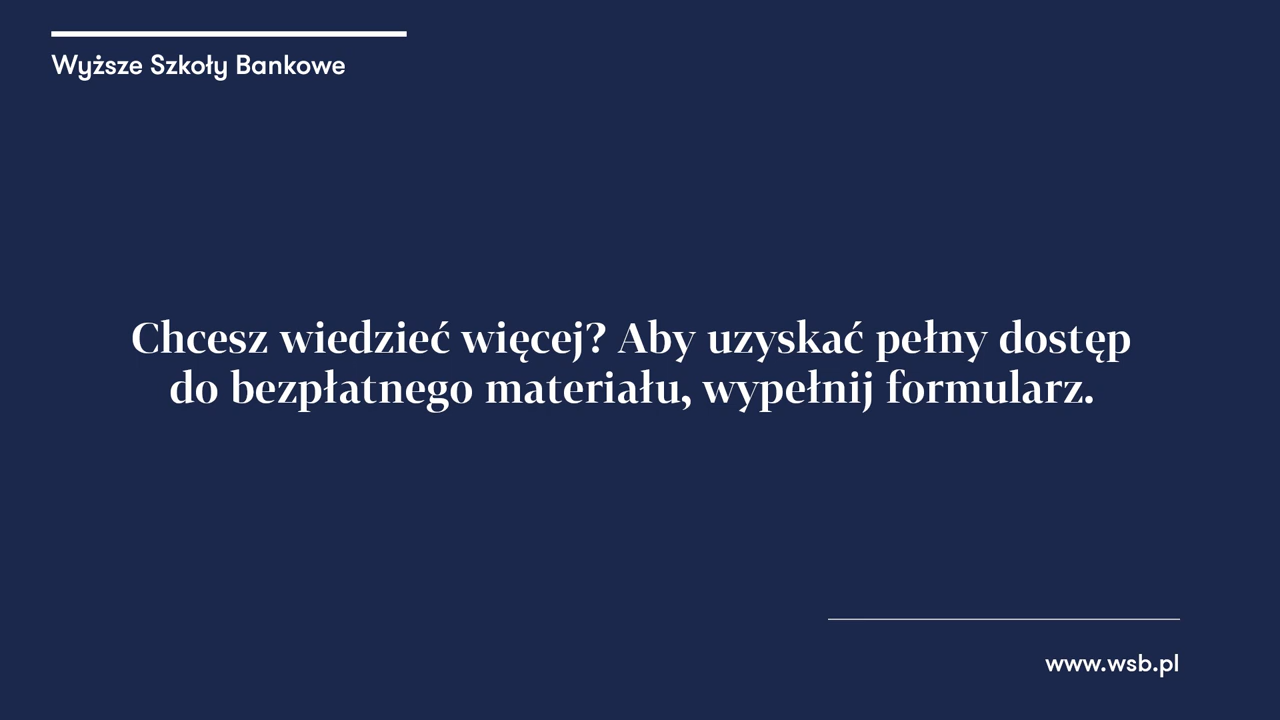 Wyższe Szkoły Bankowe
Chcesz wiedzieć więcej? Aby uzyskać pełny dostęp
do bezpłatnego materiału, wypełnij formularz.
www.wsb.pl